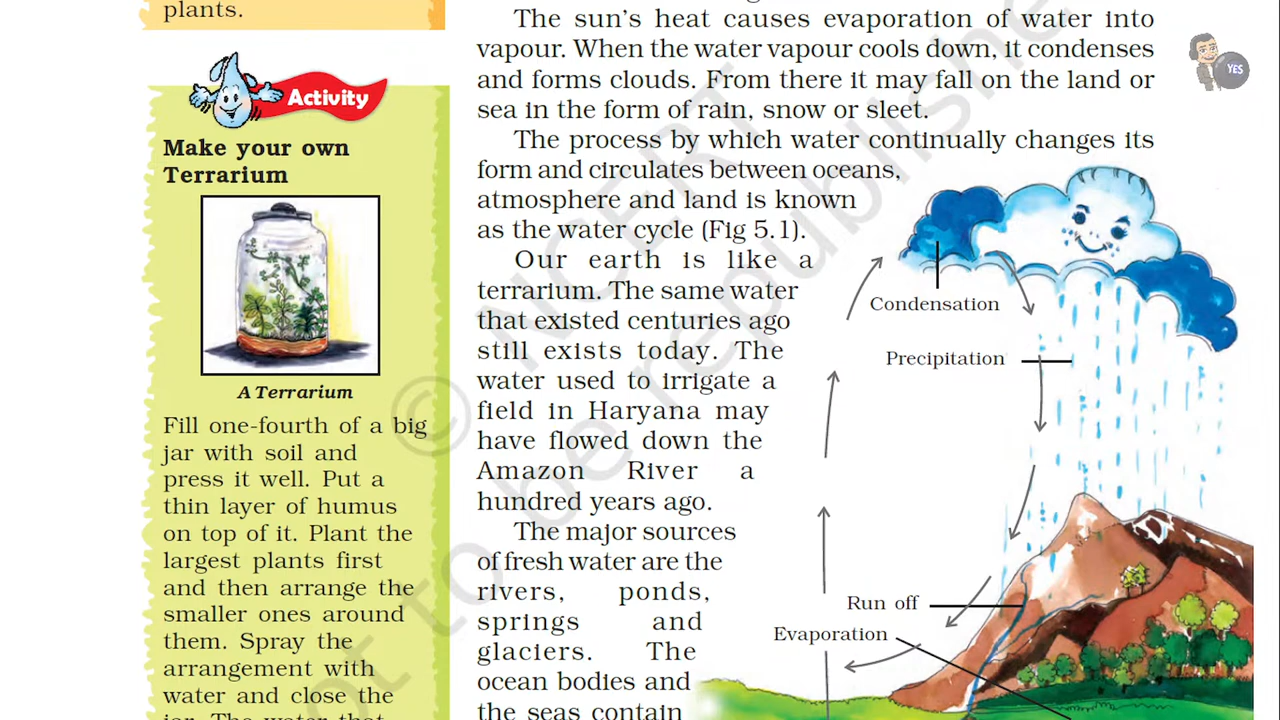 plants.
Activity
Make your own
Terrarium
A Terrarium
Fill one-fourth of a big
jar with soil and
press it well. Put a
thin layer of humus
on top of it. Plant the
largest plants first
and then arrange the
smaller ones around
them. Spray the
arrangement with
water and close the
jar. The water that
The sun's heat causes evaporation of water into
vapour. When the water vapour cools down, it condenses
and forms clouds. From there it may fall on the land or
sea in the form of rain, snow or sleet.
The process by which water continually changes its
form and circulates between oceans,
atmosphere and land is known
as the water cycle (Fig 5.1).
Our earth is like a
terrarium. The same water
that existed centuries ago
still exists today. The
water used to irrigate a
field in Haryana may
have flowed down the
Amazon River a
hundred years ago.
The major sources
of fresh water are the
rivers, ponds,
springs and
glaciers. The
ocean bodies and
the seas contain
Condensation
Precipitation
Run off
Evaporation
YES
© NCERT
not to be republishe